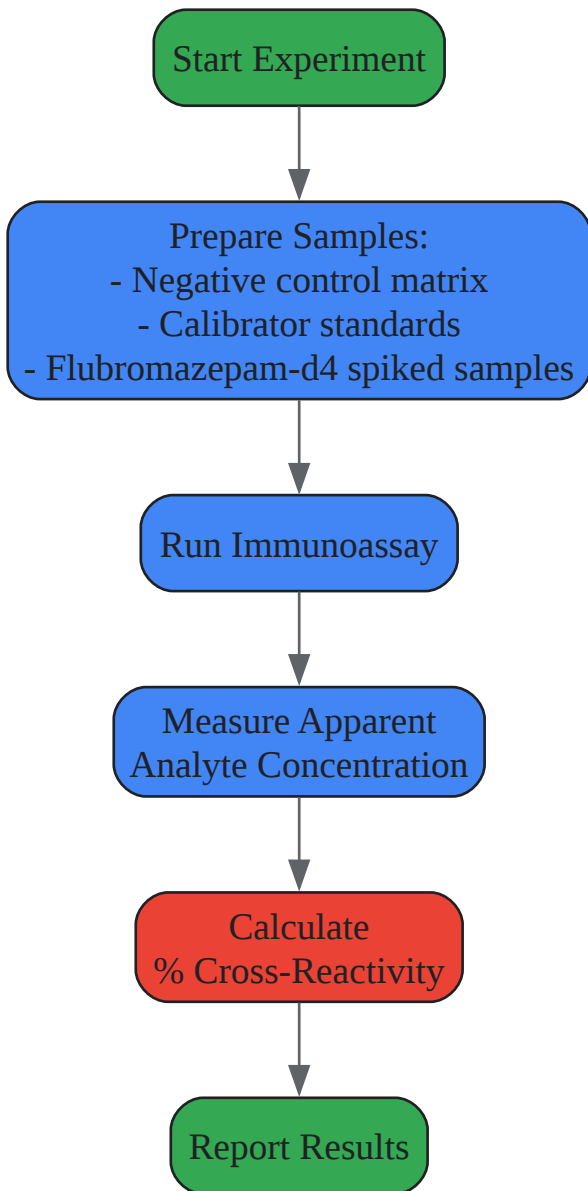 Start Experiment
Prepare Samples:
- Negative control matrix
- Calibrator standards
- Flubromazepam-d4 spiked samples
Run Immunoassay
Measure Apparent
Analyte Concentration
Calculate
% Cross-Reactivity
Report Results